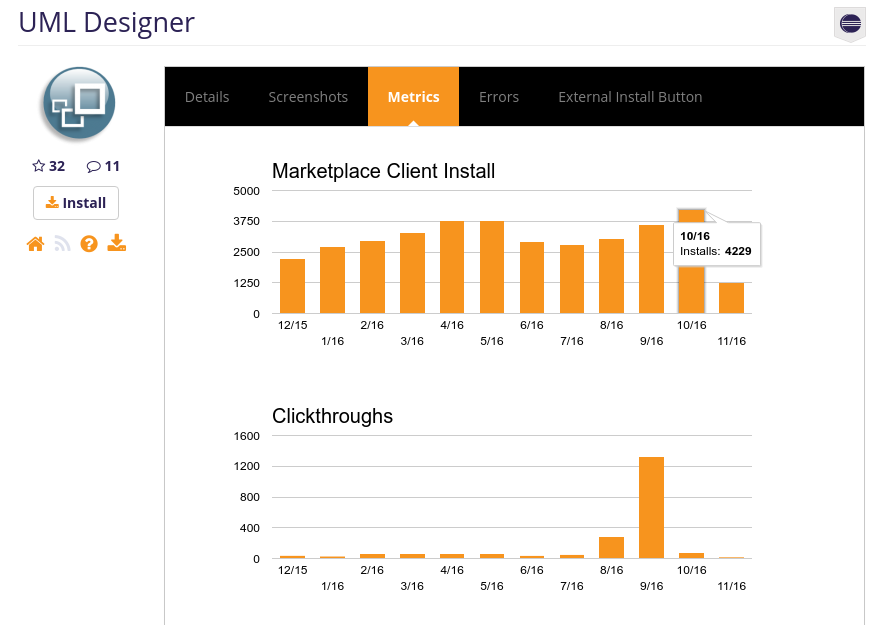 UML Designer
32 11
Install
Details Screenshots Metrics Errors External Install Button
Marketplace Client Install
5000
3750
2500
1250
0
10/16
Installs: 4229
12/15 2/16 4/16 6/16 8/16 10/16
1/16 3/16 5/16 7/16 9/16 11/16
Clickthroughs
1600
1200
800
400
0
12/15 2/16 4/16 6/16 8/16 10/16
1/16 3/16 5/16 7/16 9/16 11/16